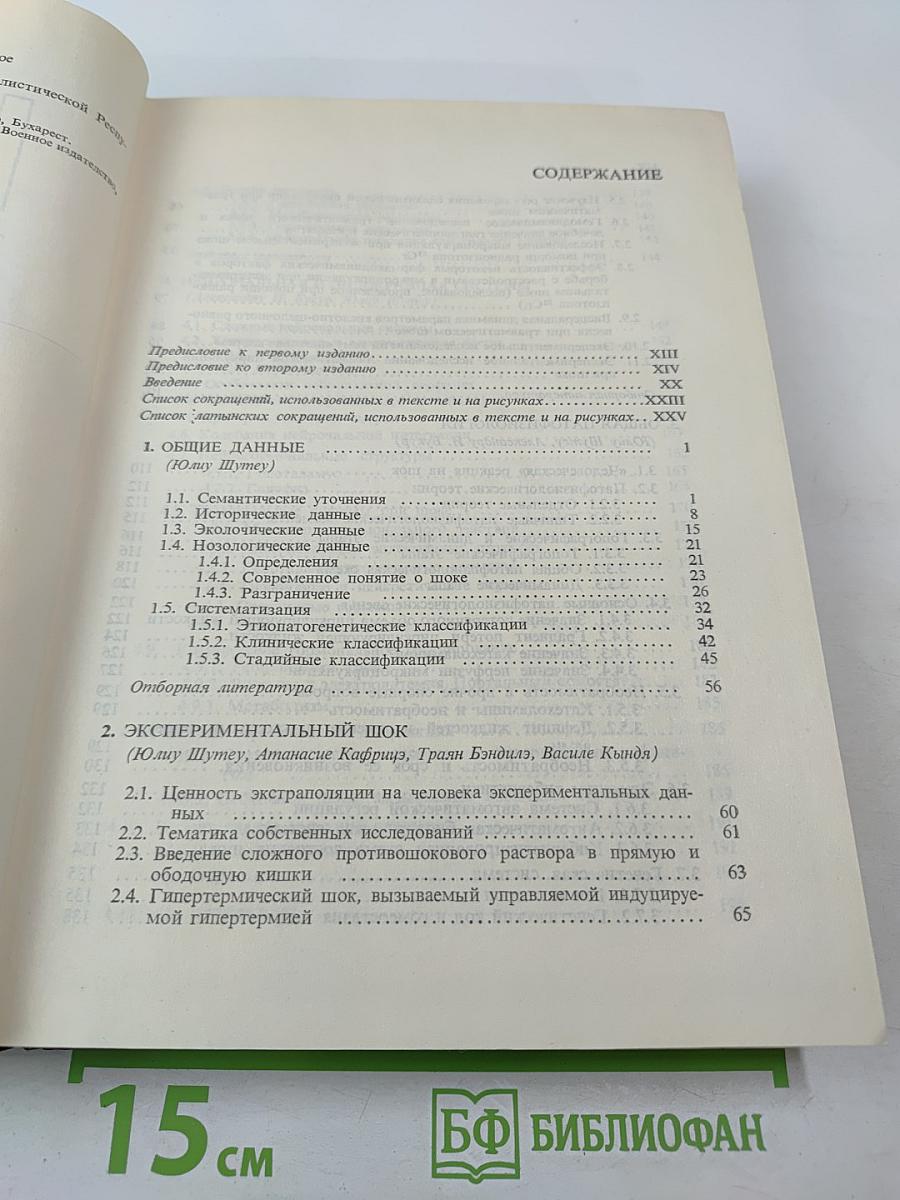 ое
листической Респу-
Бухарест.
Военное издательство,
СОДЕРЖАНИЕ
Предисловие к первому изданию ........ XIII
Предисловие ко второму изданию ........ XIV
Введение ........ XX
Список сокращений, использованных в тексте и на рисунках ........ XXIII
Список латынских сокращений, использованных в тексте и на рисунках .. XXV
1. ОБЩИЕ ДАННЫЕ ........ 1
(Юлиу Шутеу)
1.1. Семантические уточнения ........ 1
1.2. Исторические данные ........ 8
1.3. Эколочические данные ........ 15
1.4. Нозологические данные ........ 21
1.4.1. Определения ........ 21
1.4.2. Современное понятие о шоке ........ 23
1.4.3. Разграничение ........ 26
1.5. Систематизация ........ 32
1.5.1. Этиопатогенетические классификации ........ 34
1.5.2. Клинические классификации ........ 42
1.5.3. Стадийные классификации ........ 45
Отборная литература ........ 56
2. ЭКСПЕРИМЕНТАЛЬНЫЙ ШОК
(Юлиу Шутеу, Атанасие Кафрицэ, Траян Бэндилэ, Василе Кындя)
2.1. Ценность экстраполяции на человека экспериментальных дан-
ных ........ 60
2.2. Тематика собственных исследований ........ 61
2.3. Введение сложного противошокового раствора в прямую и
ободочную кишки ........ 63
2.4. Гипертермический шок, вызываемый управляемой индуцируе-
мой гипертермией ........ 65
15 см
БФ БИБЛИОФАН